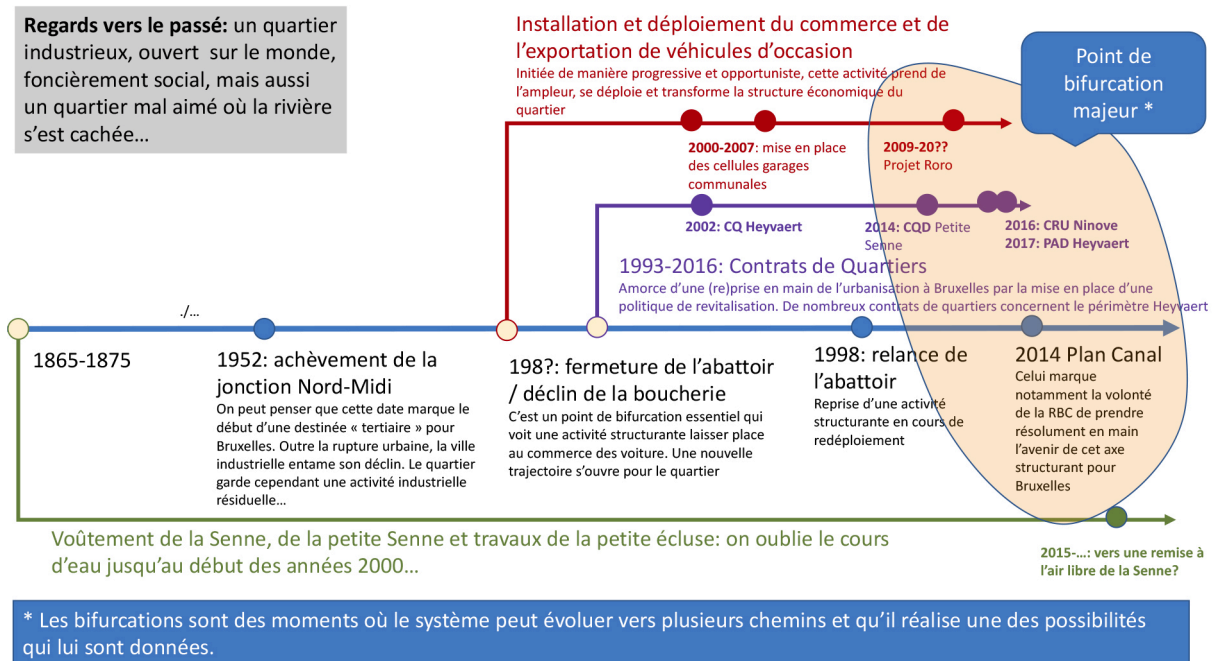 Regards vers le passé: un quartier
industrieux, ouvert sur le monde,
foncièrement social, mais aussi
un quartier mal aimé où la rivière
s’est cachée…
Installation et déploiement du commerce et de
l’exportation de véhicules d’occasion
Initiée de manière progressive et opportuniste, cette activité prend de
l’ampleur, se déploie et transforme la structure économique du
quartier
Point de
bifurcation
majeur *
2000-2007: mise en place
des cellules garages
communales
2009-20??
Projet Roro
2002: CQ Heyvaert
2014: CQD Petite
Senne
2016: CRU Ninove
2017: PAD Heyvaert
1993-2016: Contrats de Quartiers
Amorce d’une (re)prise en main de l’urbanisation à Bruxelles par la mise en place d’une
politique de revitalisation. De nombreux contrats de quartiers concernent le périmètre Heyvaert
./…
1865-1875
1952: achèvement de la
jonction Nord-Midi
On peut penser que cette date marque le
début d’une destinée « tertiaire » pour
Bruxelles. Outre la rupture urbaine, la ville
industrielle entame son déclin. Le quartier
garde cependant une activité industrielle
résiduelle…
198?: fermeture de l’abattoir
/ déclin de la boucherie
C’est un point de bifurcation essentiel qui
voit une activité structurante laisser place
au commerce des voiture. Une nouvelle
trajectoire s’ouvre pour le quartier
1998: relance de
l’abattoir
Reprise d’une activité
structurante en cours de
redéploiement
2014 Plan Canal
Celui marque
notamment la volonté
de la RBC de prendre
résolument en main
l’avenir de cet axe
structurant pour
Bruxelles
Voûtement de la Senne, de la petite Senne et travaux de la petite écluse: on oublie le cours
d’eau jusqu’au début des années 2000…
2015-…: vers une remise à
l’air libre de la Senne?
* Les bifurcations sont des moments où le système peut évoluer vers plusieurs chemins et qu’il réalise une des possibilités
qui lui sont données.